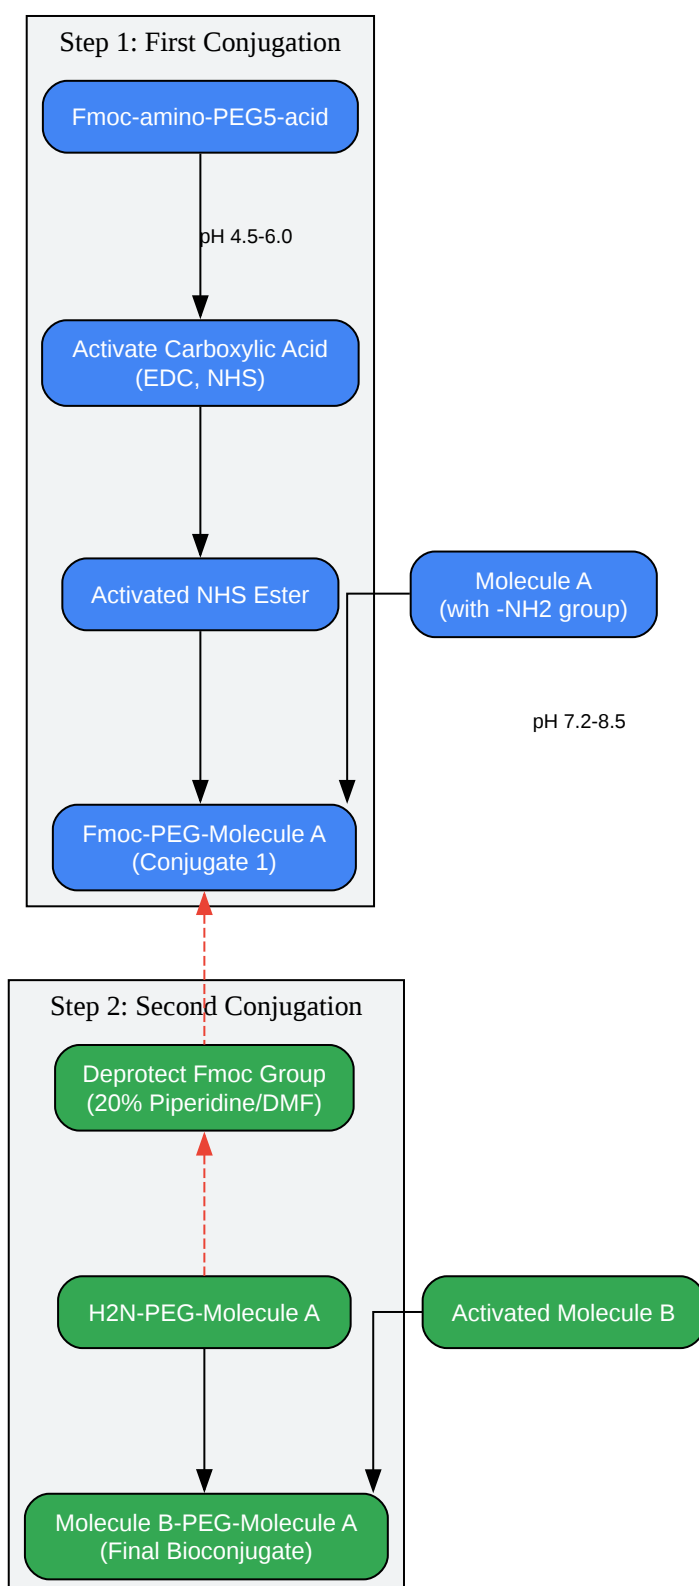 Step 1: First Conjugation
Fmoc-amino-PEG5-acid
pH 4.5-6.0
Activate Carboxylic Acid
(EDC, NHS)
Activated NHS Ester
Molecule A
(with -NH2 group)
pH 7.2-8.5
Fmoc-PEG-Molecule A
(Conjugate 1)
Step 2: Second Conjugation
Deprotect Fmoc Group
(20% Piperidine/DMF)
H2N-PEG-Molecule A
Activated Molecule B
Molecule B-PEG-Molecule A
(Final Bioconjugate)